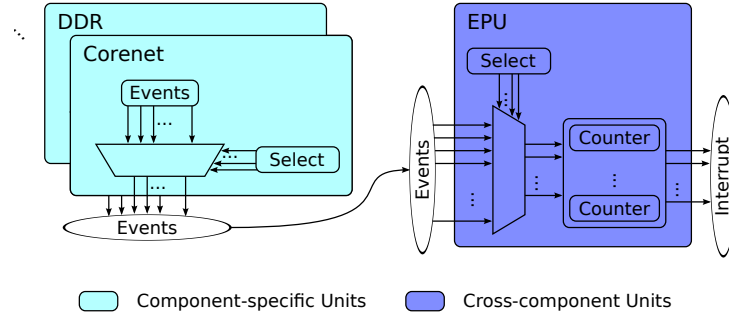 DDR
Corenet
Events
...
...
Select
...
Events
...
EPU
Select
...
Events
...
...
Counter
...
Counter
...
Interrupt
Component-specific Units
Cross-component Units